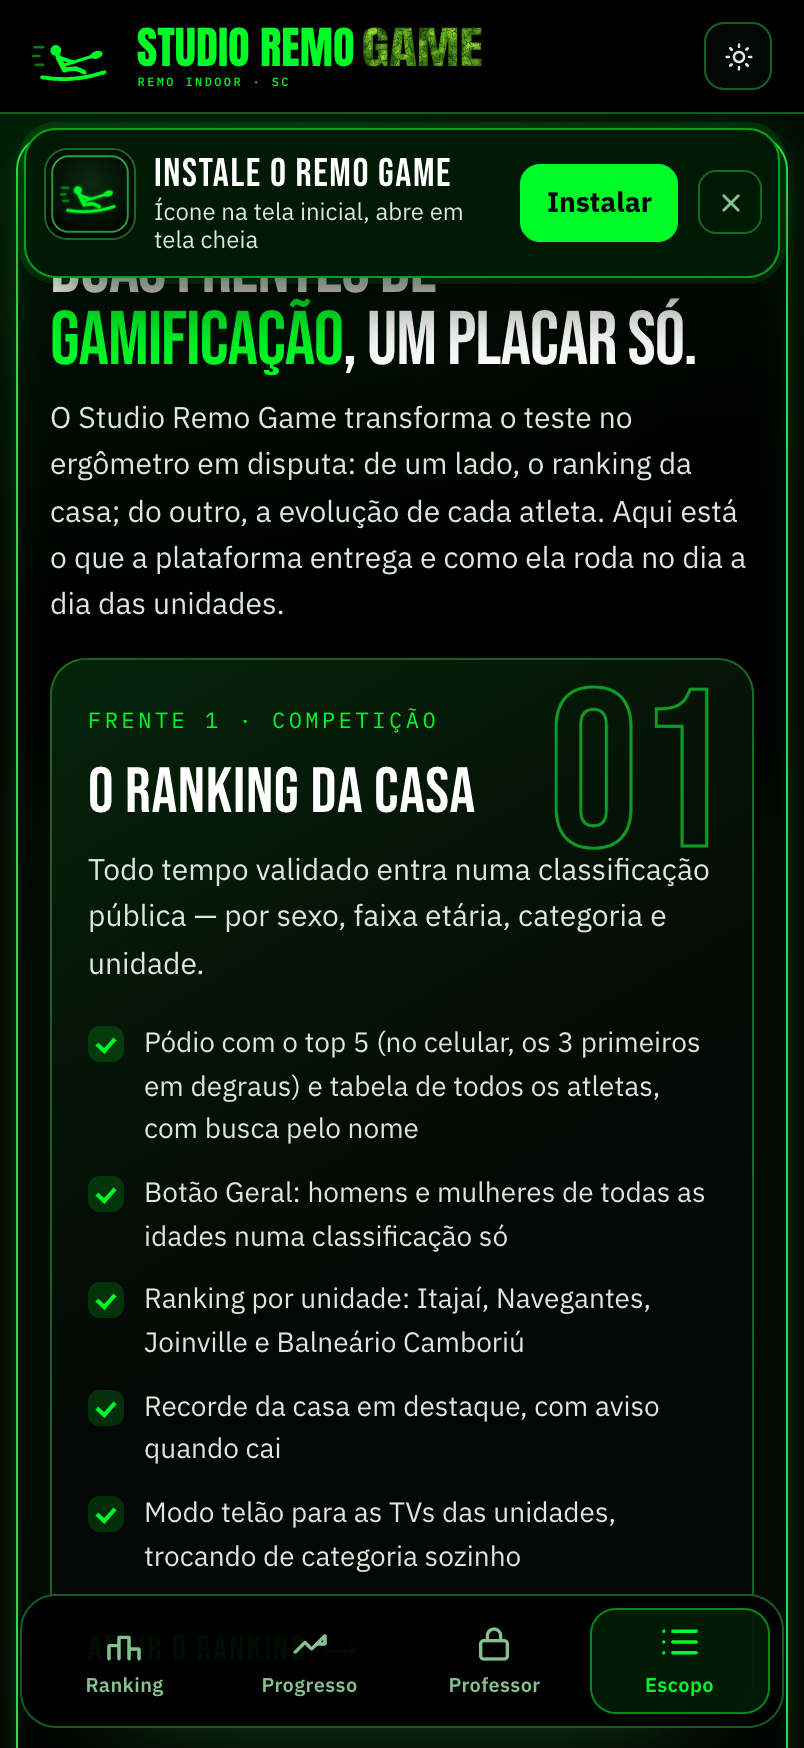 STUDIO REMO GAME
REMO INDOOR · SC
INSTALE O REMO GAME
Ícone na tela inicial, abre em
tela cheia
Instalar
DUAS FRENTES DE
GAMIFICAÇÃO, UM PLACAR SÓ.
O Studio Remo Game transforma o teste no
ergômetro em disputa: de um lado, o ranking da
casa; do outro, a evolução de cada atleta. Aqui está
o que a plataforma entrega e como ela roda no dia a
dia das unidades.
FRENTE 1 · COMPETIÇÃO
01
O RANKING DA CASA
Todo tempo validado entra numa classificação
pública — por sexo, faixa etária, categoria e
unidade.
Pódio com o top 5 (no celular, os 3 primeiros
em degraus) e tabela de todos os atletas,
com busca pelo nome
Botão Geral: homens e mulheres de todas as
idades numa classificação só
Ranking por unidade: Itajaí, Navegantes,
Joinville e Balneário Camboriú
Recorde da casa em destaque, com aviso
quando cai
Modo telão para as TVs das unidades,
trocando de categoria sozinho
ABRIR O RANKING →
Ranking
Progresso
Professor
Escopo